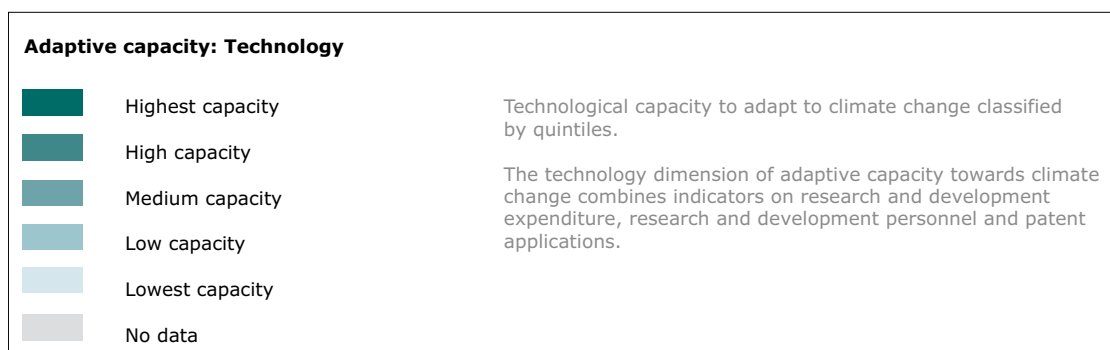 Adaptive capacity: Technology
Highest capacity
High capacity
Medium capacity
Low capacity
Lowest capacity
No data
Technological capacity to adapt to climate change classified
by quintiles.
The technology dimension of adaptive capacity towards climate
change combines indicators on research and development
expenditure, research and development personnel and patent
applications.